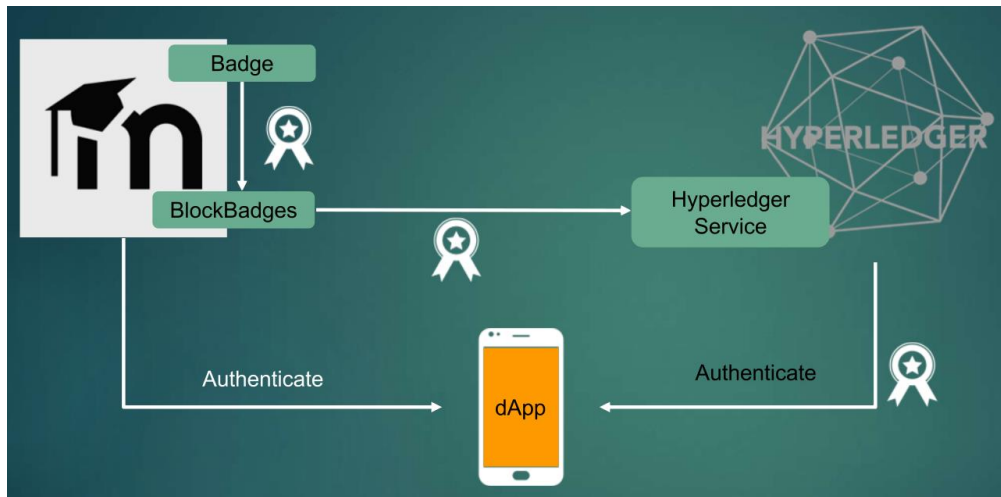 Badge
BlockBadges
HYPERLEDGER
Hyperledger
Service
Authenticate
dApp
Authenticate